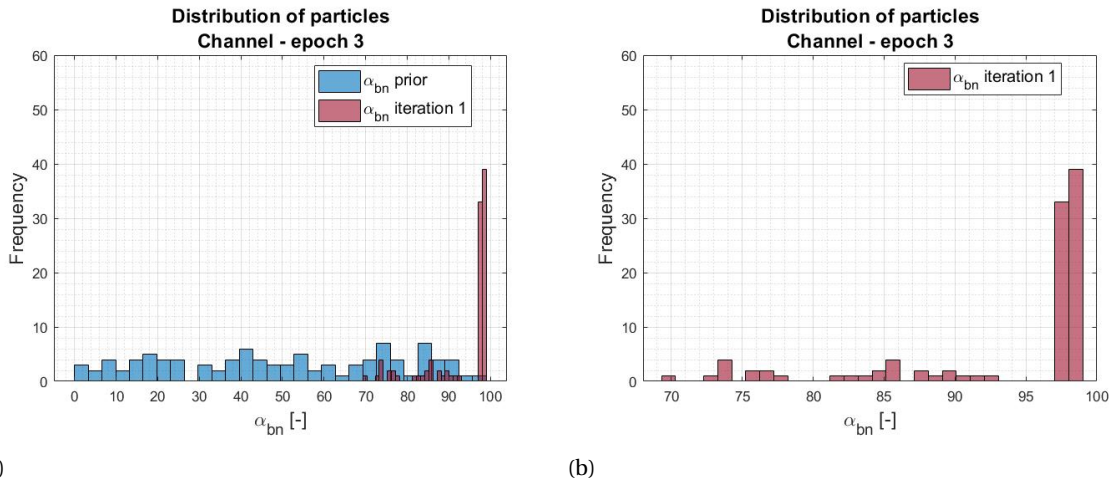 Distribution of particles
Channel - epoch 3
60
50
40
30
20
10
0
Frequency
α_bn prior
α_bn iteration 1
0 10 20 30 40 50 60 70 80 90 100
α_bn [-]
)
Distribution of particles
Channel - epoch 3
60
50
40
30
20
10
0
Frequency
α_bn iteration 1
70 75 80 85 90 95 100
α_bn [-]
(b)